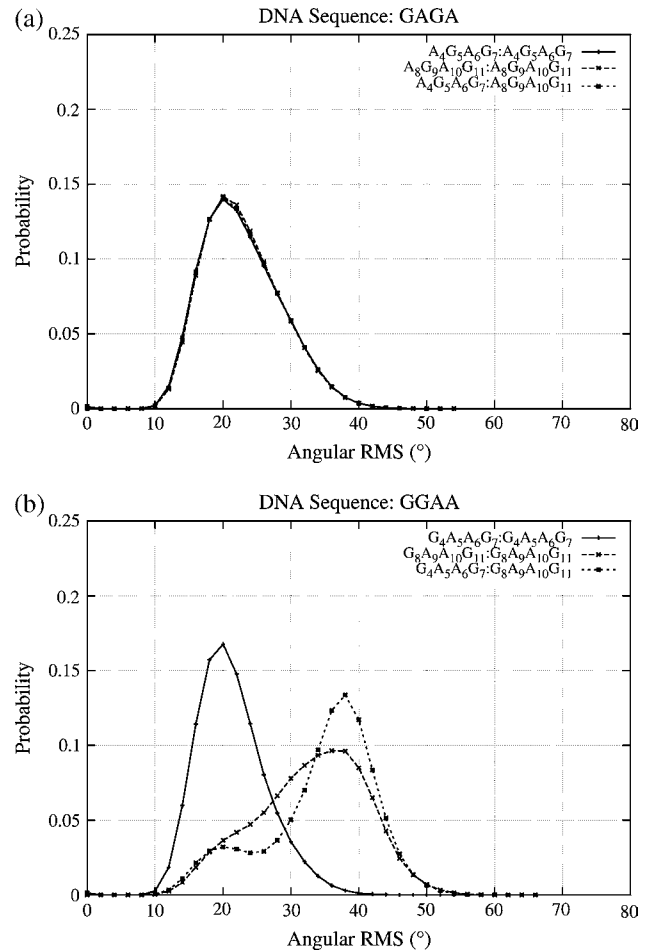 (a)
DNA Sequence: GAGA
A4G5A6G7:A4G5A6G7
A8G9A10G11:A8G9A10G11
A4G5A6G7:A8G9A10G11
0.25
0.2
0.15
0.1
0.05
0
Probability
0 10 20 30 40 50 60 70 80
Angular RMS (°)
(b)
DNA Sequence: GGAA
G4A5A6G7:G4A5A6G7
G8A9A10G11:G8A9A10G11
G4A5A6G7:G8A9A10G11
0.25
0.2
0.15
0.1
0.05
0
Probability
0 10 20 30 40 50 60 70 80
Angular RMS (°)